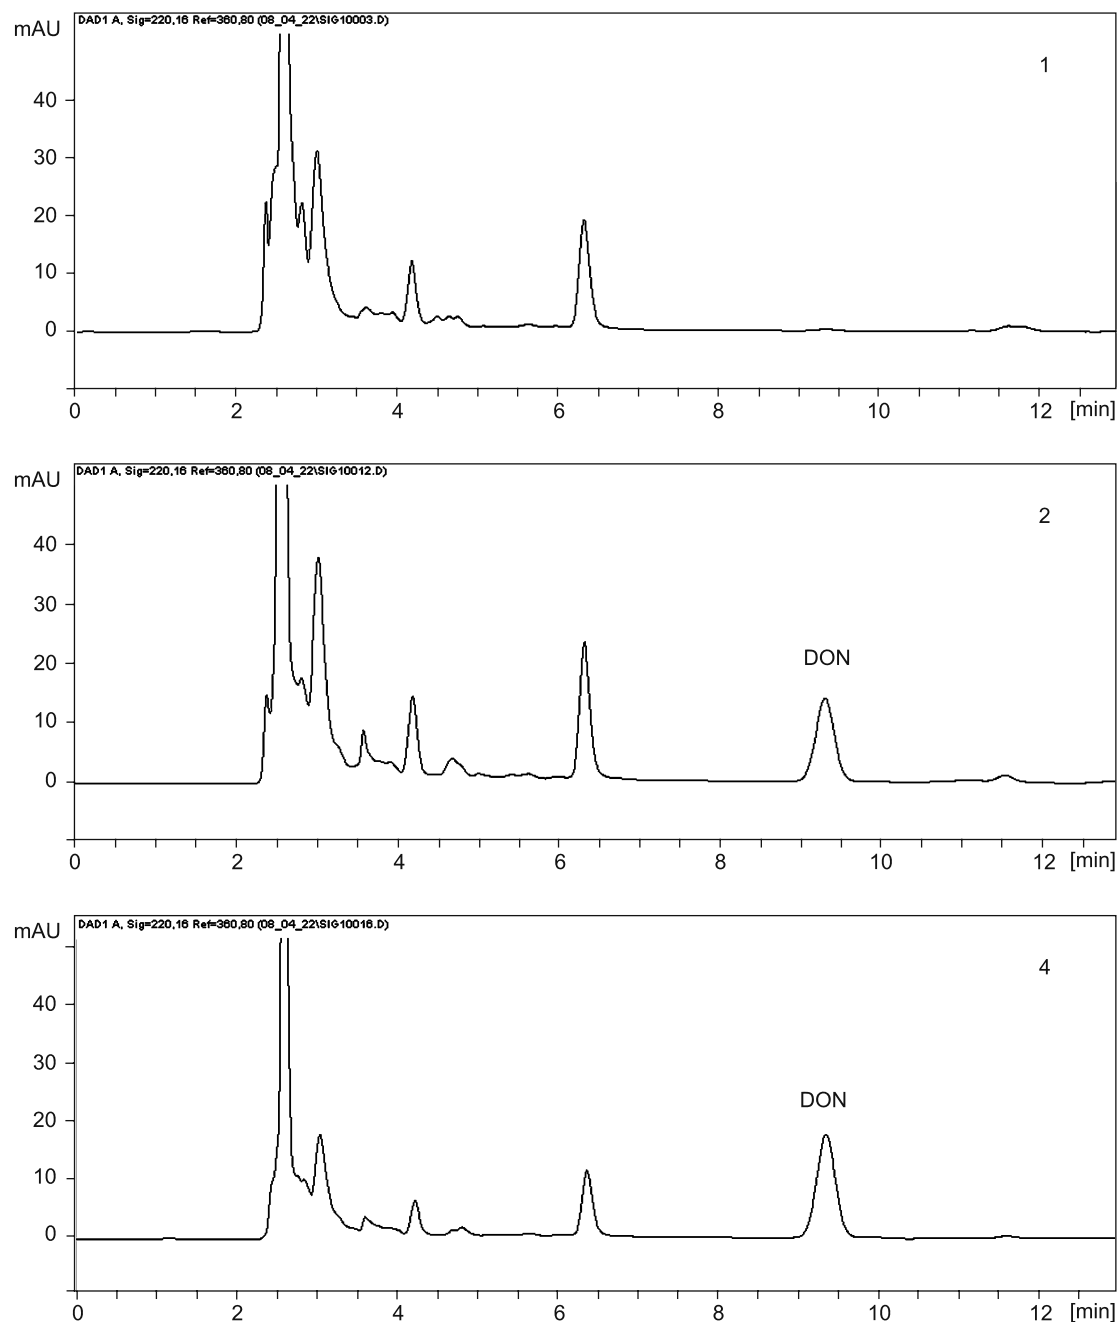 DAD1 A, Sig=220,16 Ref=360,80 (08_04_22\SIG10003.D)
mAU
1
40
30
20
10
0
0 2 4 6 8 10 12 [min]
DAD1 A, Sig=220,16 Ref=360,80 (08_04_22\SIG10012.D)
mAU
2
40
30
DON
20
10
0
0 2 4 6 8 10 12 [min]
DAD1 A, Sig=220,16 Ref=360,80 (08_04_22\SIG10016.D)
mAU
4
40
30
DON
20
10
0
0 2 4 6 8 10 12 [min]